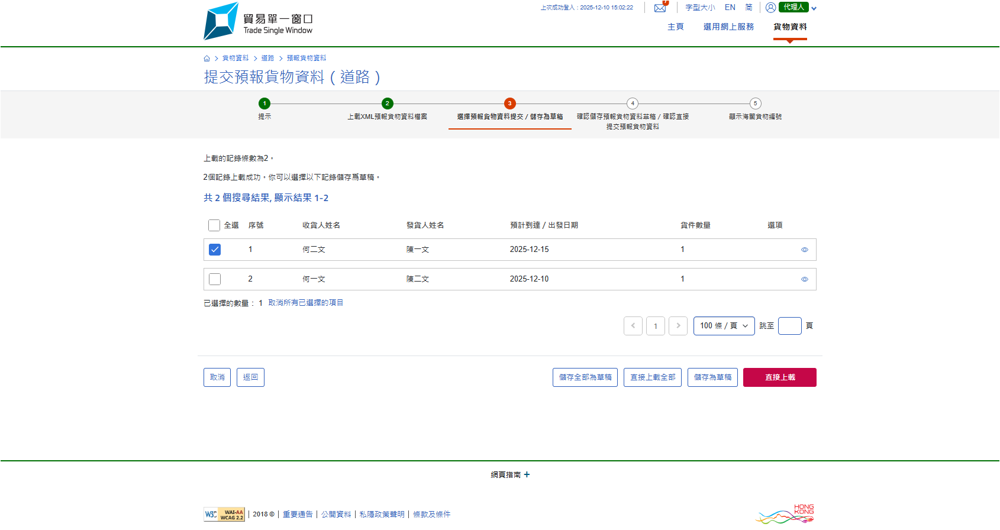 貿易單一窗口
Trade Single Window
上次成功登入：2025-12-10 15:02:22
7
字型大小 EN 简 代理人
主頁 選用網上服務 貨物資料
貨物資料 > 道路 > 預報貨物資料
提交預報貨物資料（道路）
1 2 3 4 5
提示
上載XML預報貨物資料檔案
選擇預報貨物資料提交 / 儲存為草稿
確認儲存預報貨物資料草稿 / 確認直接
提交預報貨物資料
顯示海關貨物編號
上載的記錄條數為2。
2個記錄上載成功。你可以選擇以下記錄儲存爲草稿。
共 2 個搜尋結果, 顯示結果 1-2
全選 序號 收貨人姓名 發貨人姓名 預計到達 / 出發日期 貨件數量 選項
1 何二文 陳一文 2025-12-15 1
2 何一文 陳二文 2025-12-10 1
已選擇的數量： 1 取消所有已選擇的項目
< 1 > 100 條 / 頁 跳至 頁
取消 返回 儲存全部為草稿 直接上載全部 儲存為草稿 直接上載
網頁指南 +
W3C WAI-AA
WCAG 2.2
2018 © | 重要通告 | 公開資料 | 私隱政策聲明 | 條款及條件
HONG
KONG